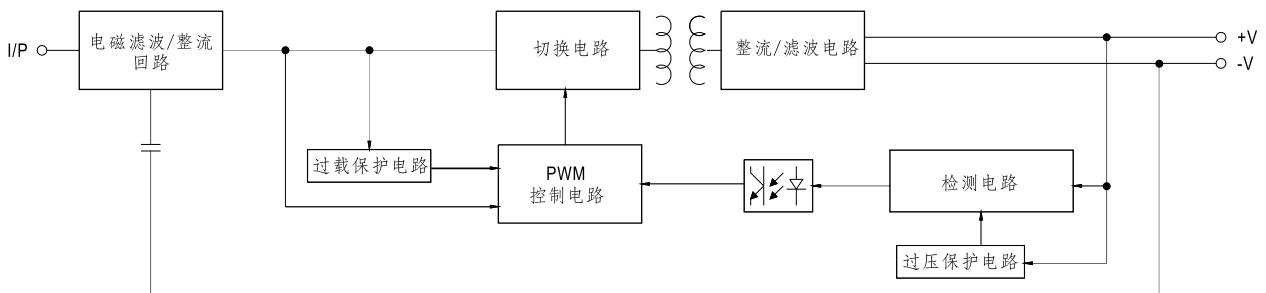 I/P
电磁滤波/整流
回路
切换电路
整流/滤波电路
+V
-V
过载保护电路
PWM
控制电路
检测电路
过压保护电路